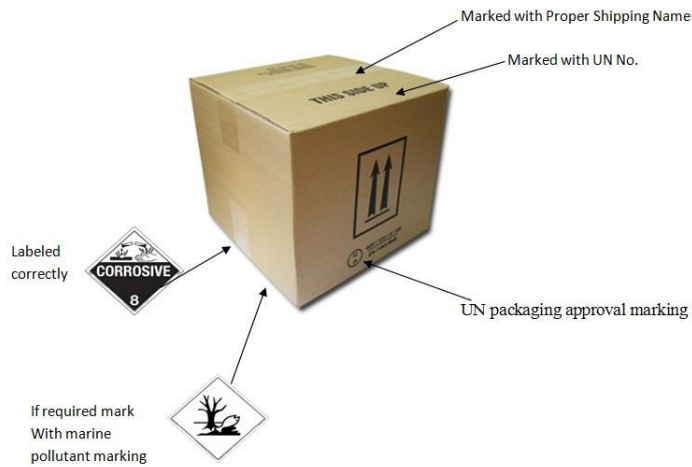 Marked with Proper Shipping Name
Marked with UN No.
THIS SIDE UP
Labeled
correctly
CORROSIVE
8
UN packaging approval marking
If required mark
With marine
pollutant marking